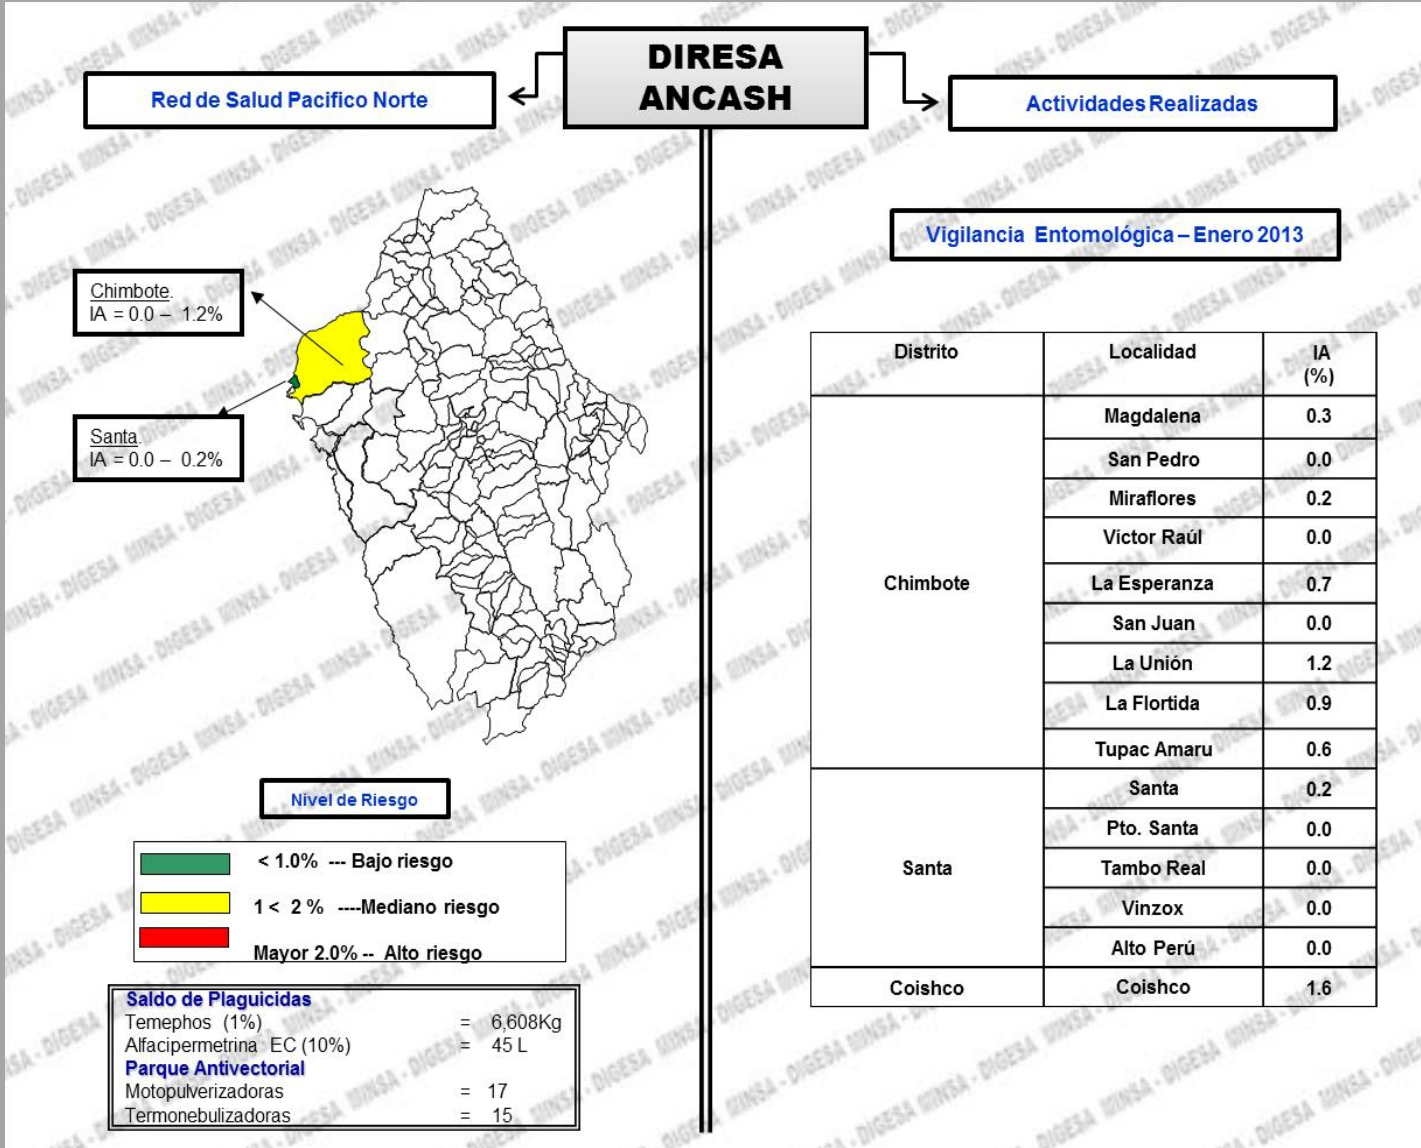 DIRESA
ANCASH
Red de Salud Pacifico Norte
Actividades Realizadas
Chimbote.
IA = 0.0 – 1.2%
Santa.
IA = 0.0 – 0.2%
Nivel de Riesgo
< 1.0% --- Bajo riesgo
1 < 2 % ----Mediano riesgo
Mayor 2.0% -- Alto riesgo
Saldo de Plaguicidas
Temephos (1%) = 6,608Kg
Alfacipermetrina EC (10%) = 45 L
Parque Antivectorial
Motopulverizadoras = 17
Termonebulizadoras = 15
Vigilancia Entomológica – Enero 2013
Distrito Localidad IA
(%)
Chimbote
Magdalena 0.3
San Pedro 0.0
Miraflores 0.2
Víctor Raúl 0.0
La Esperanza 0.7
San Juan 0.0
La Unión 1.2
La Flortida 0.9
Tupac Amaru 0.6
Santa
Santa 0.2
Pto. Santa 0.0
Tambo Real 0.0
Vinzox 0.0
Alto Perú 0.0
Coishco Coishco 1.6
MINSA - DIGESA